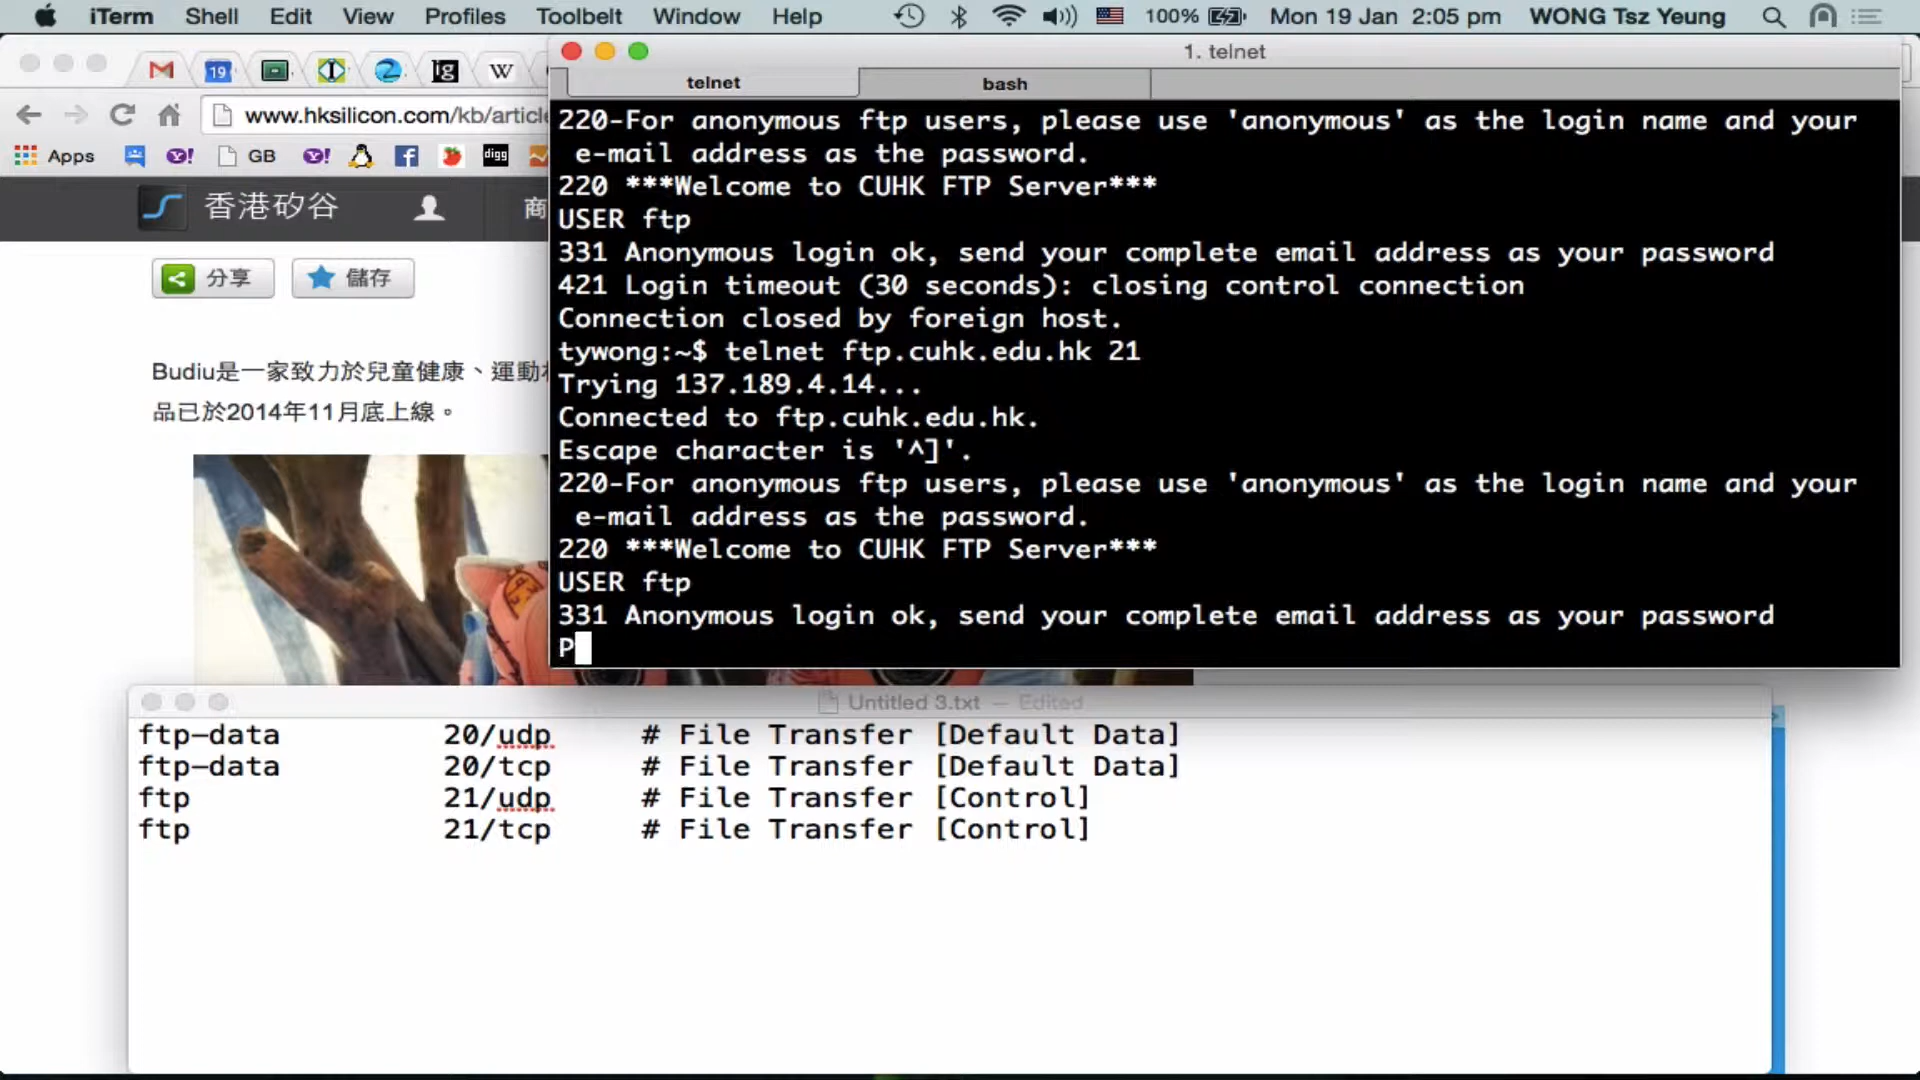 iTerm Shell Edit View Profiles Toolbelt Window Help 100% Mon 19 Jan 2:05 pm WONG Tsz Yeung
1. telnet
19 lg W
telnet bash
www.hksilicon.com/kb/article
Apps Y! GB Y! digg
香港矽谷 商
分享 儲存
Budiu是一家致力於兒童健康、運動
品已於2014年11月底上線。
220-For anonymous ftp users, please use 'anonymous' as the login name and your
e-mail address as the password.
220 ***Welcome to CUHK FTP Server***
USER ftp
331 Anonymous login ok, send your complete email address as your password
421 Login timeout (30 seconds): closing control connection
Connection closed by foreign host.
tywong:~$ telnet ftp.cuhk.edu.hk 21
Trying 137.189.4.14...
Connected to ftp.cuhk.edu.hk.
Escape character is '^]'.
220-For anonymous ftp users, please use 'anonymous' as the login name and your
e-mail address as the password.
220 ***Welcome to CUHK FTP Server***
USER ftp
331 Anonymous login ok, send your complete email address as your password
P
Untitled 3.txt — Edited
ftp-data 20/udp # File Transfer [Default Data]
ftp-data 20/tcp # File Transfer [Default Data]
ftp 21/udp # File Transfer [Control]
ftp 21/tcp # File Transfer [Control]